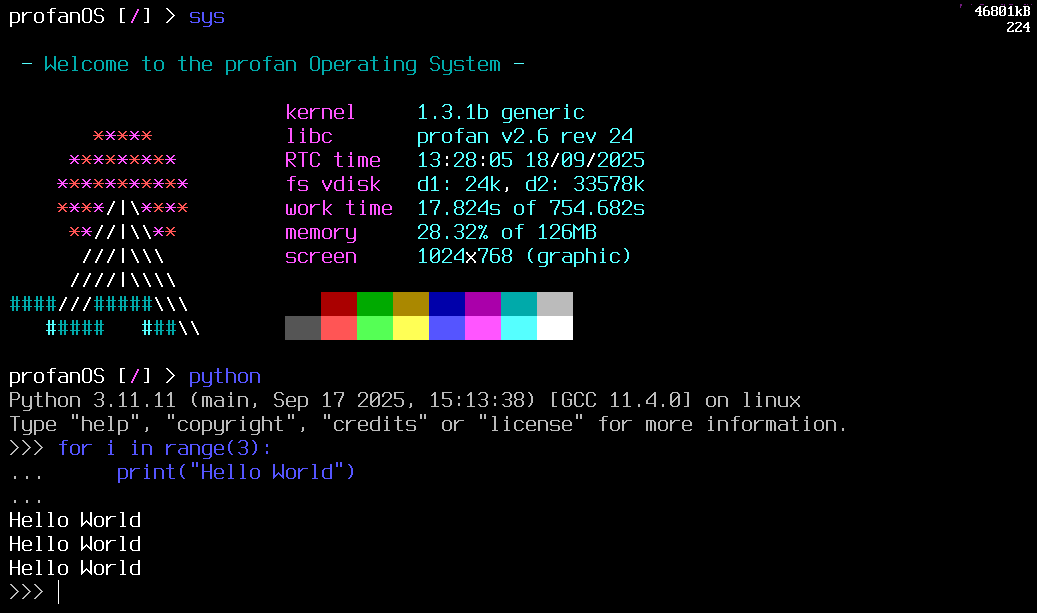 profanOS [/] > sys
46801kB
224
- Welcome to the profan Operating System -
kernel 1.3.1b generic
***** libc profan v2.6 rev 24
********* RTC time 13:28:05 18/09/2025
*********** fs vdisk d1: 24k, d2: 33578k
****/|\**** work time 17.824s of 754.682s
**//|\\** memory 28.32% of 126MB
///|\\\ screen 1024x768 (graphic)
////|\\\\
####///#####\\\
##### ###\\
profanOS [/] > python
Python 3.11.11 (main, Sep 17 2025, 15:13:38) [GCC 11.4.0] on linux
Type "help", "copyright", "credits" or "license" for more information.
>>> for i in range(3):
... print("Hello World")
...
Hello World
Hello World
Hello World
>>>